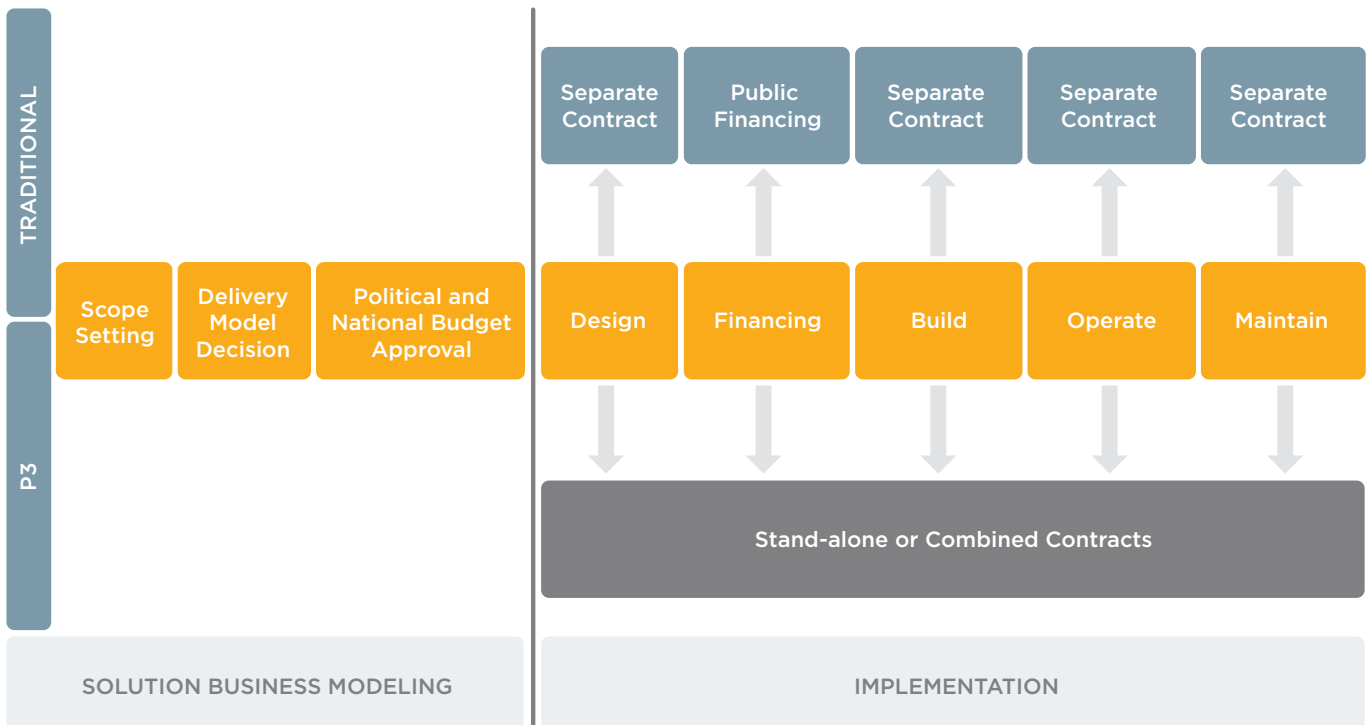 TRADITIONAL
Separate
Contract
Public
Financing
Separate
Contract
Separate
Contract
Separate
Contract
Scope
Setting
Delivery
Model
Decision
Political and
National Budget
Approval
Design
Financing
Build
Operate
Maintain
P3
Stand-alone or Combined Contracts
SOLUTION BUSINESS MODELING
IMPLEMENTATION